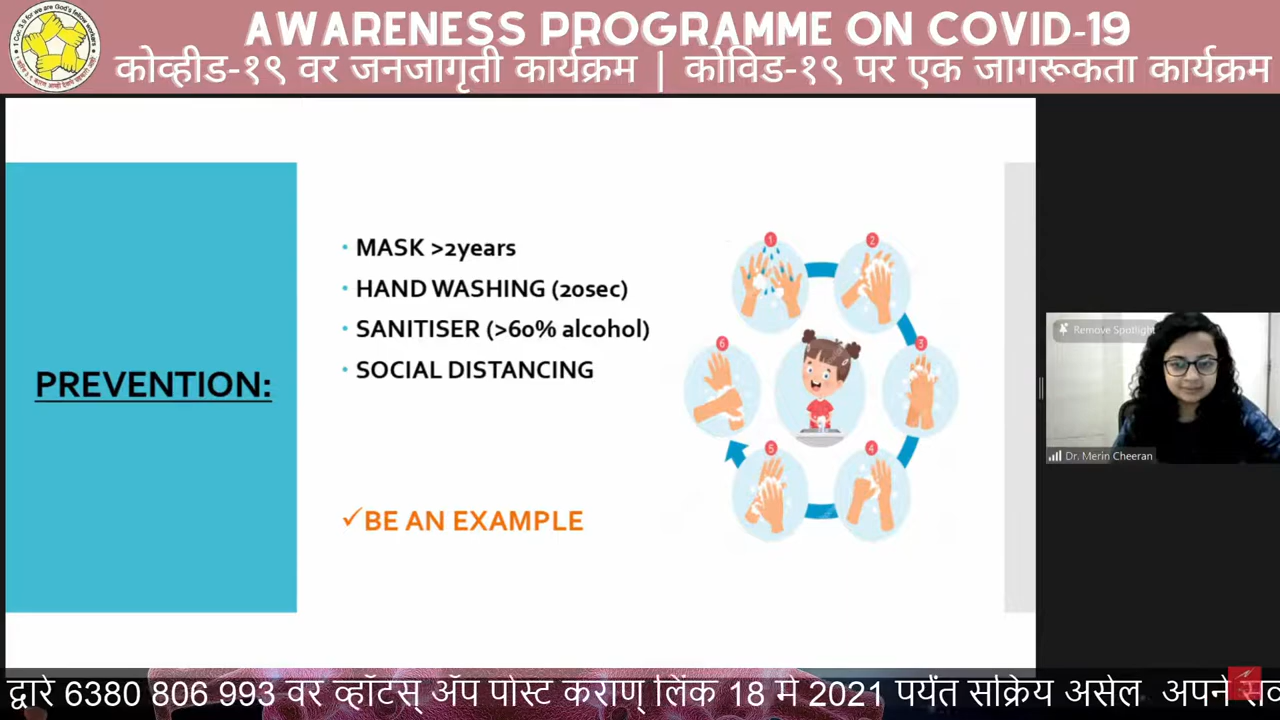 AWARENESS PROGRAMME ON COVID-19
कोव्हीड-१९ वर जनजागृती कार्यक्रम | कोविड-१९ पर एक जागरूकता कार्यक्रम
PREVENTION:
• MASK >2years
• HAND WASHING (20sec)
• SANITISER (>60% alcohol)
• SOCIAL DISTANCING
✓BE AN EXAMPLE
1
2
3
4
5
6
Remove Spotlight
Dr. Merin Cheeran
द्वारे 6380 806 993 वर व्हॉटस् ॲप पोस्ट कराण् लिंक 18 मे 2021 पर्यंत सक्रिय असेल अपने